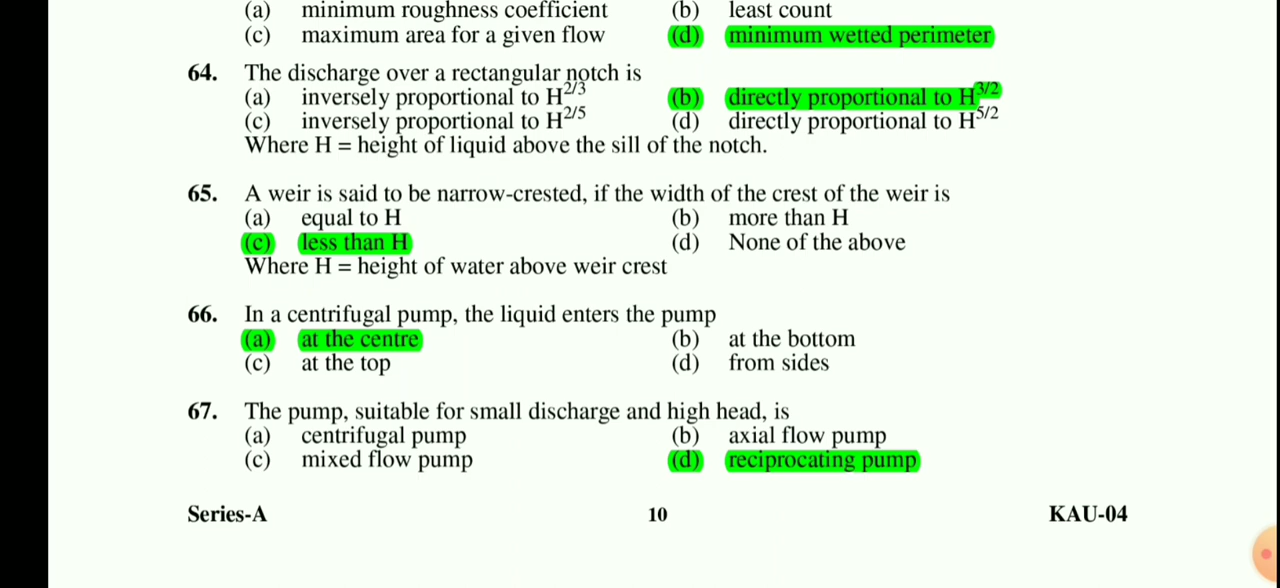 (a) minimum roughness coefficient (b) least count
(c) maximum area for a given flow (d) minimum wetted perimeter
64. The discharge over a rectangular notch is
(a) inversely proportional to H^2/3 (b) directly proportional to H^3/2
(c) inversely proportional to H^2/5 (d) directly proportional to H^5/2
Where H = height of liquid above the sill of the notch.
65. A weir is said to be narrow-crested, if the width of the crest of the weir is
(a) equal to H (b) more than H
(c) less than H (d) None of the above
Where H = height of water above weir crest
66. In a centrifugal pump, the liquid enters the pump
(a) at the centre (b) at the bottom
(c) at the top (d) from sides
67. The pump, suitable for small discharge and high head, is
(a) centrifugal pump (b) axial flow pump
(c) mixed flow pump (d) reciprocating pump
Series-A 10 KAU-04